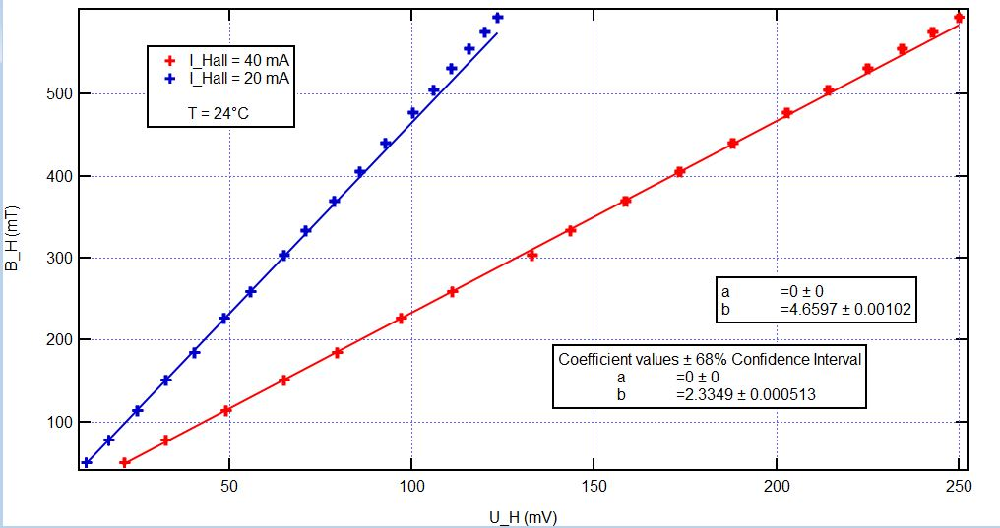 I_Hall = 40 mA
I_Hall = 20 mA
T = 24°C
500
400
300
200
100
B_H (mT)
a =0 ± 0
b =4.6597 ± 0.00102
Coefficient values ± 68% Confidence Interval
a =0 ± 0
b =2.3349 ± 0.000513
50 100 150 200 250
U_H (mV)